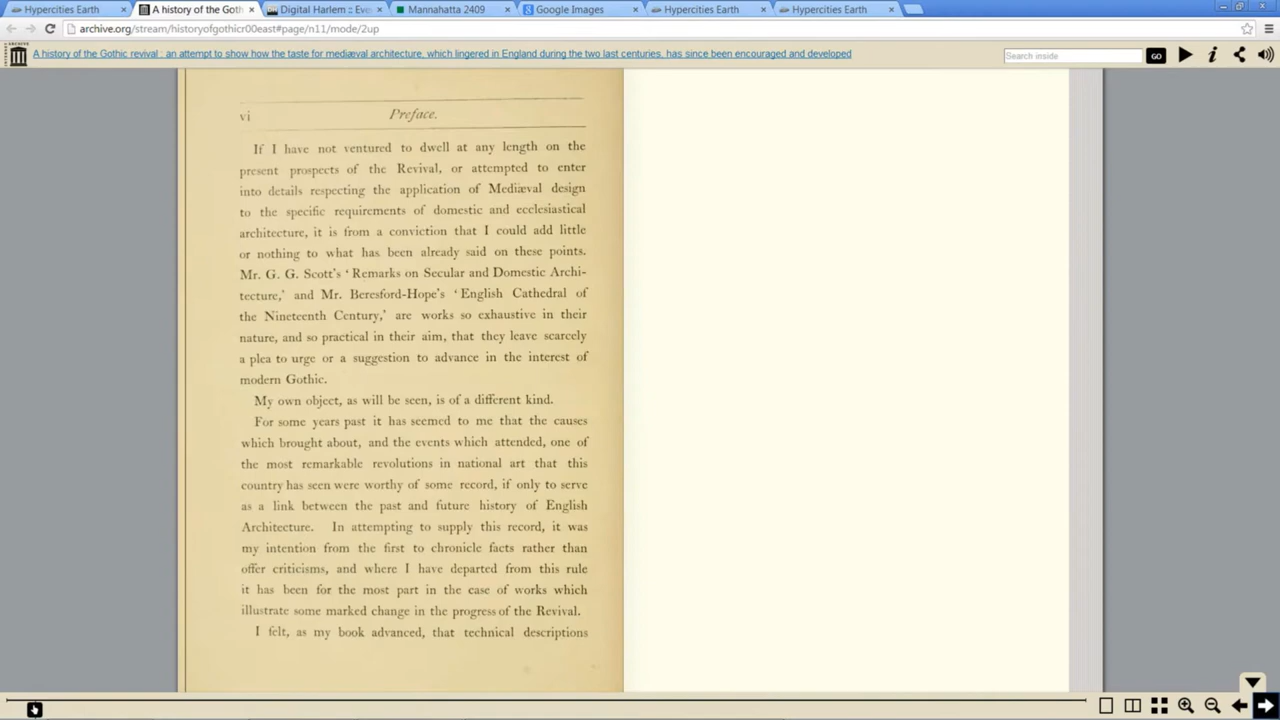 Hypercities Earth
A history of the Goth
Digital Harlem :: Eve
Mannahatta 2409
Google Images
Hypercities Earth
Hypercities Earth
archive.org/stream/historyofgothicr00east#page/n11/mode/2up
A history of the Gothic revival : an attempt to show how the taste for mediæval architecture, which lingered in England during the two last centuries, has since been encouraged and developed
Search inside
GO
vi Preface.
If I have not ventured to dwell at any length on the
present prospects of the Revival, or attempted to enter
into details respecting the application of Mediæval design
to the specific requirements of domestic and ecclesiastical
architecture, it is from a conviction that I could add little
or nothing to what has been already said on these points.
Mr. G. G. Scott's ‘Remarks on Secular and Domestic Archi-
tecture,’ and Mr. Beresford-Hope's ‘English Cathedral of
the Nineteenth Century,’ are works so exhaustive in their
nature, and so practical in their aim, that they leave scarcely
a plea to urge or a suggestion to advance in the interest of
modern Gothic.
My own object, as will be seen, is of a different kind.
For some years past it has seemed to me that the causes
which brought about, and the events which attended, one of
the most remarkable revolutions in national art that this
country has seen were worthy of some record, if only to serve
as a link between the past and future history of English
Architecture. In attempting to supply this record, it was
my intention from the first to chronicle facts rather than
offer criticisms, and where I have departed from this rule
it has been for the most part in the case of works which
illustrate some marked change in the progress of the Revival.
I felt, as my book advanced, that technical descriptions